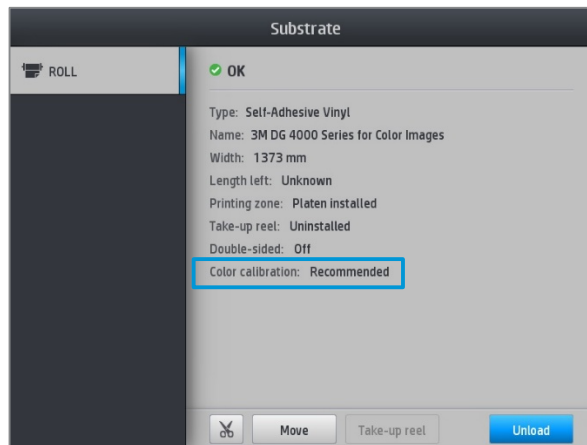 Substrate
ROLL
OK
Type: Self-Adhesive Vinyl
Name: 3M DG 4000 Series for Color Images
Width: 1373 mm
Length left: Unknown
Printing zone: Platen installed
Take-up reel: Uninstalled
Double-sided: Off
Color calibration: Recommended
Move
Take-up reel
Unload